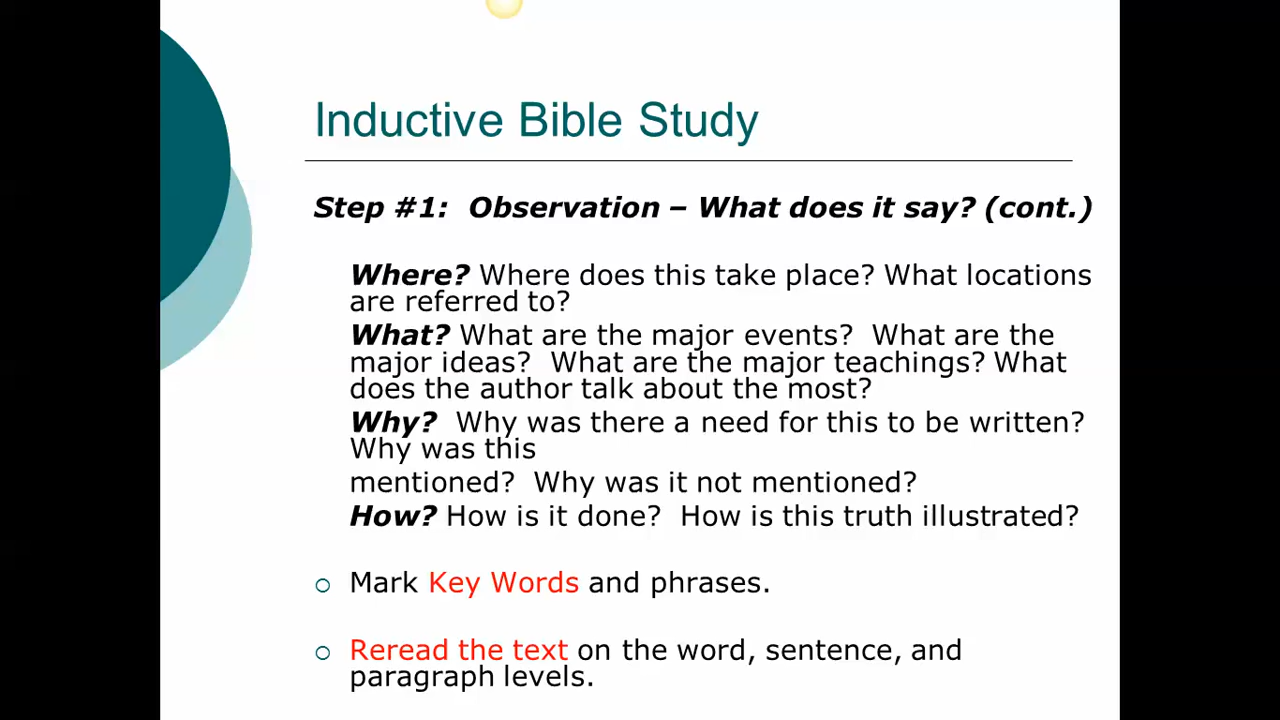 Inductive Bible Study
Step #1:  Observation – What does it say? (cont.)
Where? Where does this take place? What locations
are referred to?
What? What are the major events?  What are the
major ideas?  What are the major teachings? What
does the author talk about the most?
Why?  Why was there a need for this to be written?
Why was this
mentioned?  Why was it not mentioned?
How? How is it done?  How is this truth illustrated?
Mark Key Words and phrases.
Reread the text on the word, sentence, and
paragraph levels.